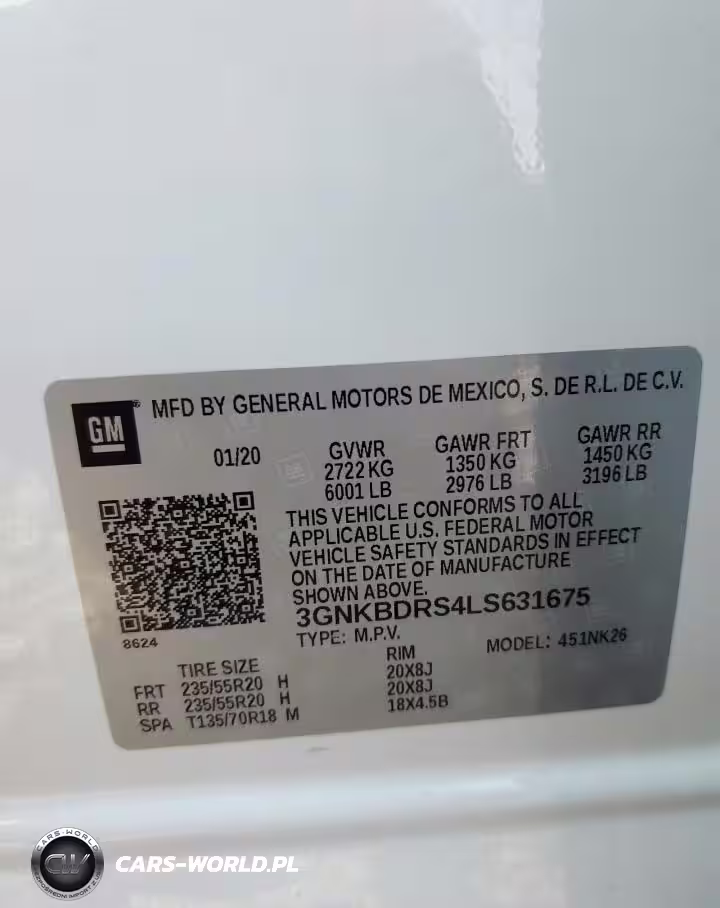 GM
MFD BY GENERAL MOTORS DE MEXICO, S. DE R.L. DE C.V.
01/20
GVWR GAWR FRT GAWR RR
2722 KG 1350 KG 1450 KG
6001 LB 2976 LB 3196 LB
THIS VEHICLE CONFORMS TO ALL
APPLICABLE U.S. FEDERAL MOTOR
VEHICLE SAFETY STANDARDS IN EFFECT
ON THE DATE OF MANUFACTURE
SHOWN ABOVE.
3GNKBDRS4LS631675
8624
TYPE: M.P.V. MODEL: 451NK26
TIRE SIZE RIM
FRT 235/55R20 H 20X8J
RR 235/55R20 H 20X8J
SPA T135/70R18 M 18X4.5B
CARS-WORLD
CW
CARS-WORLD.PL